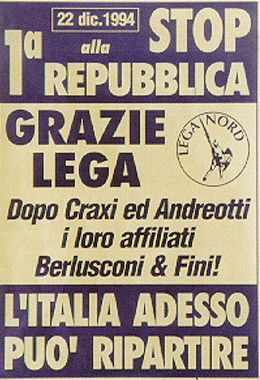 22 dic.1994
STOP
1ª alla
REPUBBLICA
GRAZIE
LEGA
LEGA NORD
Dopo Craxi ed Andreotti
i loro affiliati
Berlusconi & Fini!
L'ITALIA ADESSO
PUO' RIPARTIRE